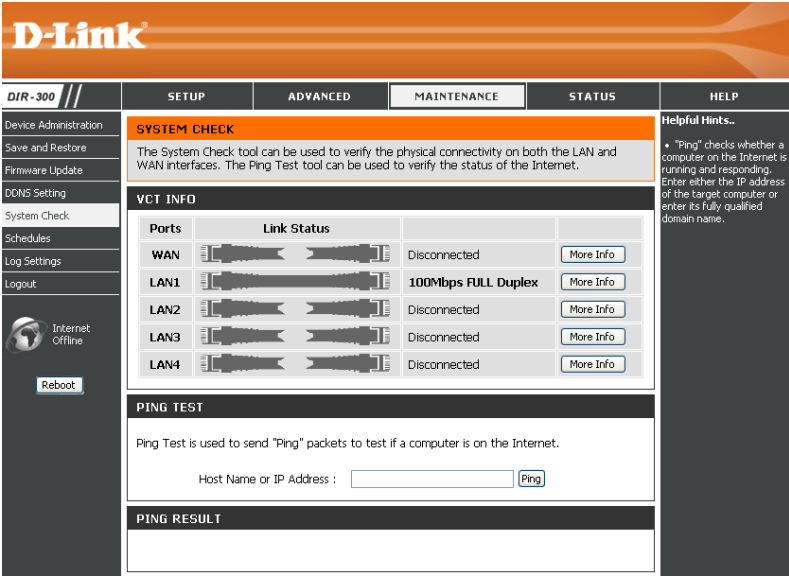 D-Link
DIR-300
SETUP
ADVANCED
MAINTENANCE
STATUS
HELP
Device Administration
Save and Restore
Firmware Update
DDNS Setting
System Check
Schedules
Log Settings
Logout
Internet
Offline
Reboot
SYSTEM CHECK
The System Check tool can be used to verify the physical connectivity on both the LAN and
WAN interfaces. The Ping Test tool can be used to verify the status of the Internet.
VCT INFO
Ports Link Status
WAN Disconnected More Info
LAN1 100Mbps FULL Duplex More Info
LAN2 Disconnected More Info
LAN3 Disconnected More Info
LAN4 Disconnected More Info
PING TEST
Ping Test is used to send "Ping" packets to test if a computer is on the Internet.
Host Name or IP Address : Ping
PING RESULT
Helpful Hints..
• "Ping" checks whether a
computer on the Internet is
running and responding.
Enter either the IP address
of the target computer or
enter its fully qualified
domain name.